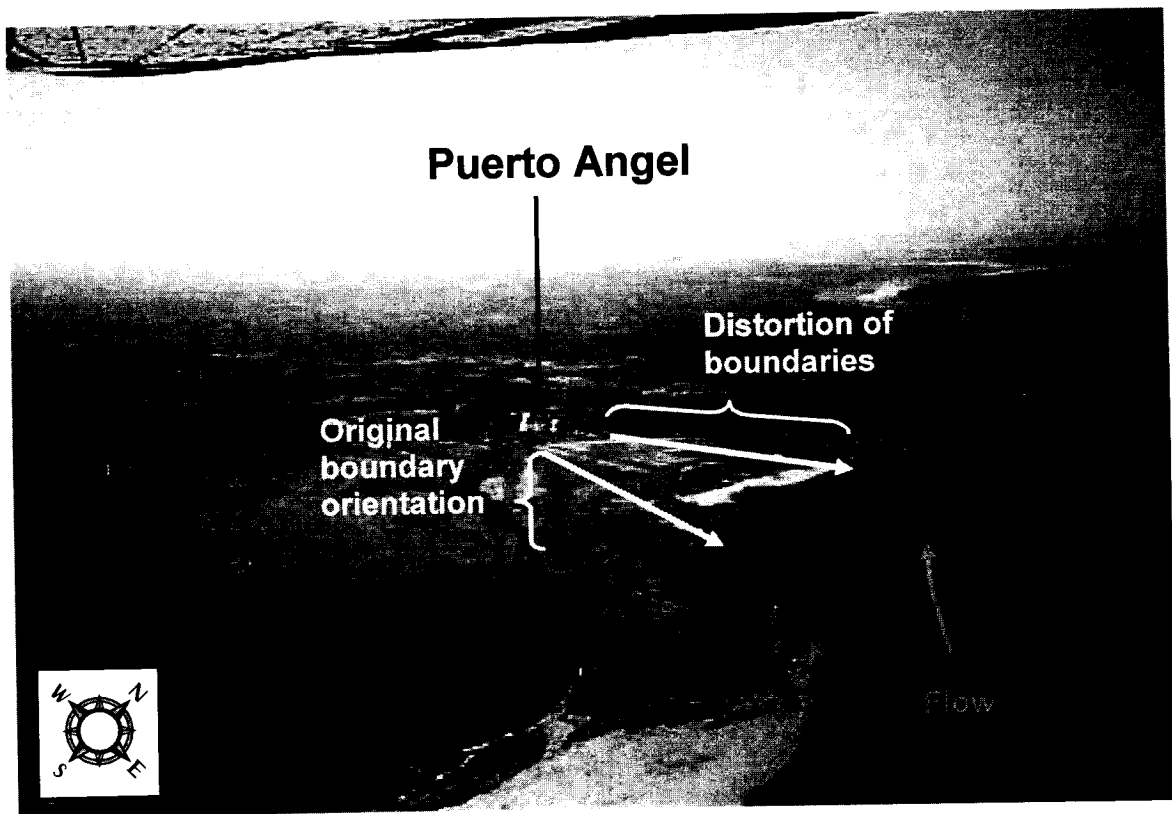 Puerto Angel
Distortion of
boundaries
Original
boundary
orientation
Flow
W
N
S
E